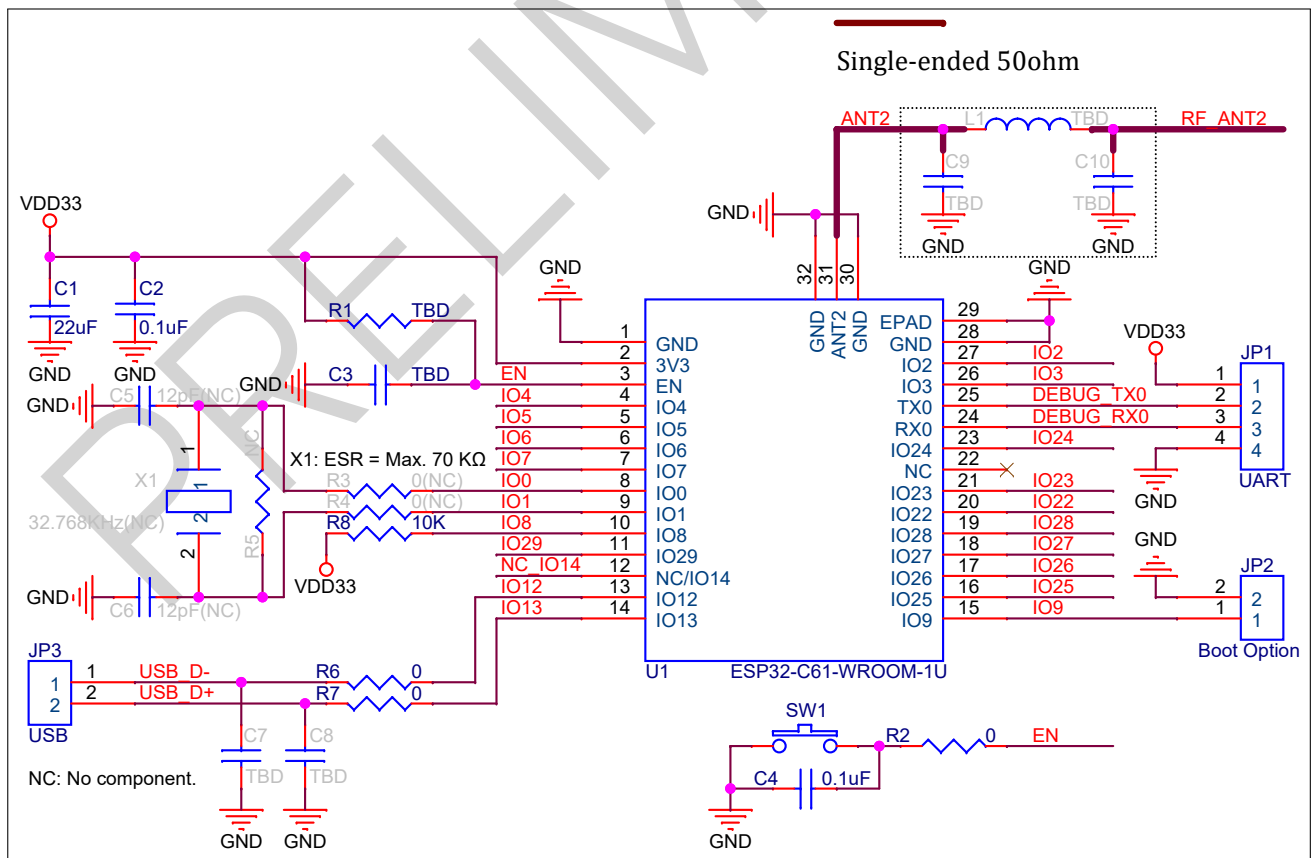 PRELIM
Single-ended 50ohm
ANT2
L1
TBD
RF_ANT2
C9
TBD
GND
C10
TBD
GND
VDD33
C1
22uF
GND
C2
0.1uF
GND
R1
TBD
GND
C3
TBD
EN
GND
GND
32
31
30
GND
ANT2
GND
GND
1
GND
2
3V3
3
EN
IO4
4
IO4
IO5
5
IO5
IO6
6
IO6
IO7
7
IO7
IO0
8
IO0
IO1
9
IO1
IO8
10
IO8
IO29
11
IO29
NC_IO14
12
NC/IO14
IO12
13
IO12
IO13
14
IO13
EPAD
29
GND
28
IO2
27
IO2
IO3
26
IO3
TX0
25
DEBUG_TX0
RX0
24
DEBUG_RX0
IO24
23
IO24
NC
22
IO23
21
IO23
IO22
20
IO22
IO28
19
IO28
IO27
18
IO27
IO26
17
IO26
IO25
16
IO25
IO9
15
IO9
U1
ESP32-C61-WROOM-1U
GND
C5
12pF(NC)
X1: ESR = Max. 70 KΩ
NC
R5
X1
1
1
2
2
32.768KHz(NC)
R3
0(NC)
R4
0(NC)
R8
10K
VDD33
GND
C6
12pF(NC)
VDD33
JP1
1
1
2
2
3
3
4
4
GND
UART
GND
JP2
2
2
1
1
Boot Option
JP3
1
1
USB_D-
R6
0
2
2
USB_D+
R7
0
USB
C7
TBD
GND
C8
TBD
GND
NC: No component.
SW1
R2
0
EN
C4
0.1uF
GND